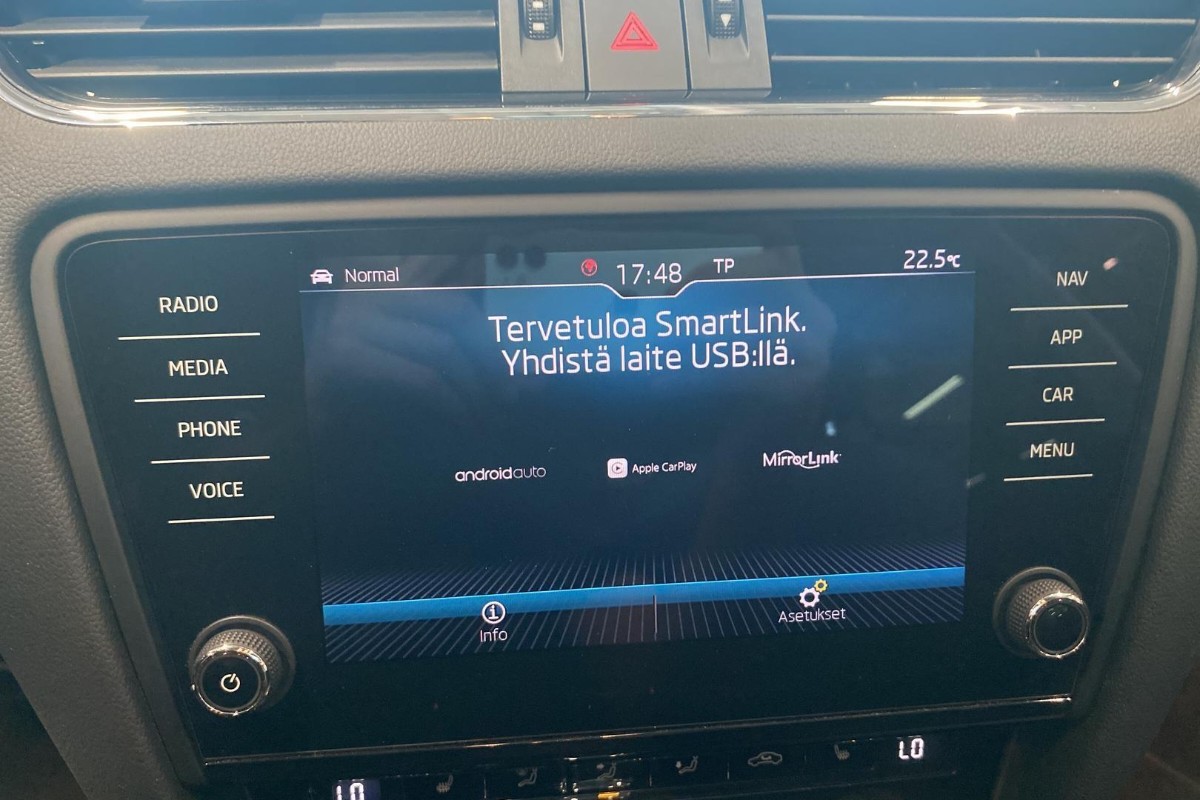 Normal 17:48 TP 22.5°C
Tervetuloa SmartLink.
Yhdistä laite USB:llä.
androidauto Apple CarPlay MirrorLink
Info Asetukset
RADIO
MEDIA
PHONE
VOICE
NAV
APP
CAR
MENU
LO LO